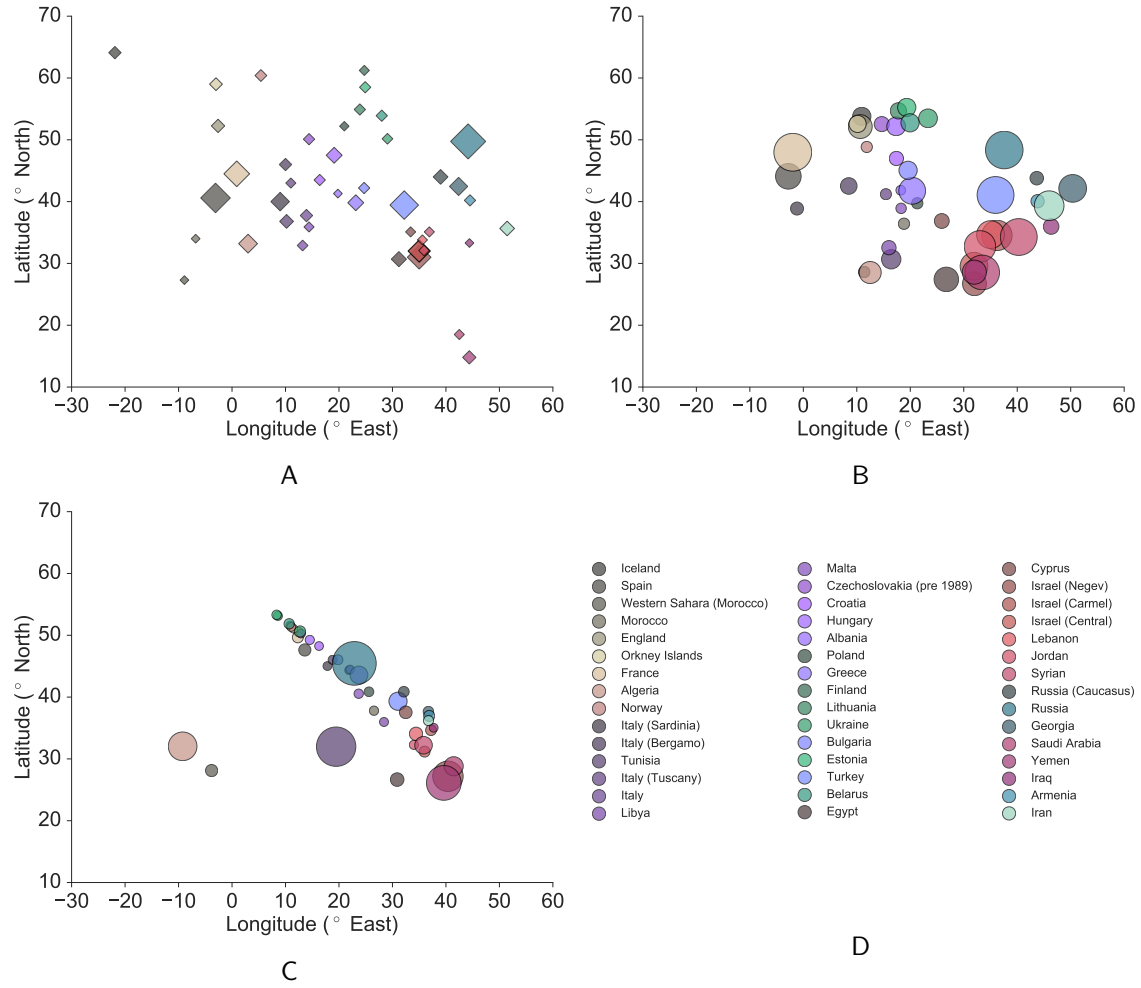 70
60
50
40
30
20
10
Latitude (° North)
−30 −20 −10 0 10 20 30 40 50 60
Longitude (° East)
A
70
60
50
40
30
20
10
Latitude (° North)
−30 −20 −10 0 10 20 30 40 50 60
Longitude (° East)
B
70
60
50
40
30
20
10
Latitude (° North)
−30 −20 −10 0 10 20 30 40 50 60
Longitude (° East)
C
Iceland
Spain
Western Sahara (Morocco)
Morocco
England
Orkney Islands
France
Algeria
Norway
Italy (Sardinia)
Italy (Bergamo)
Tunisia
Italy (Tuscany)
Italy
Libya
Malta
Czechoslovakia (pre 1989)
Croatia
Hungary
Albania
Poland
Greece
Finland
Lithuania
Ukraine
Bulgaria
Estonia
Turkey
Belarus
Egypt
Cyprus
Israel (Negev)
Israel (Carmel)
Israel (Central)
Lebanon
Jordan
Syrian
Russia (Caucasus)
Russia
Georgia
Saudi Arabia
Yemen
Iraq
Armenia
Iran
D